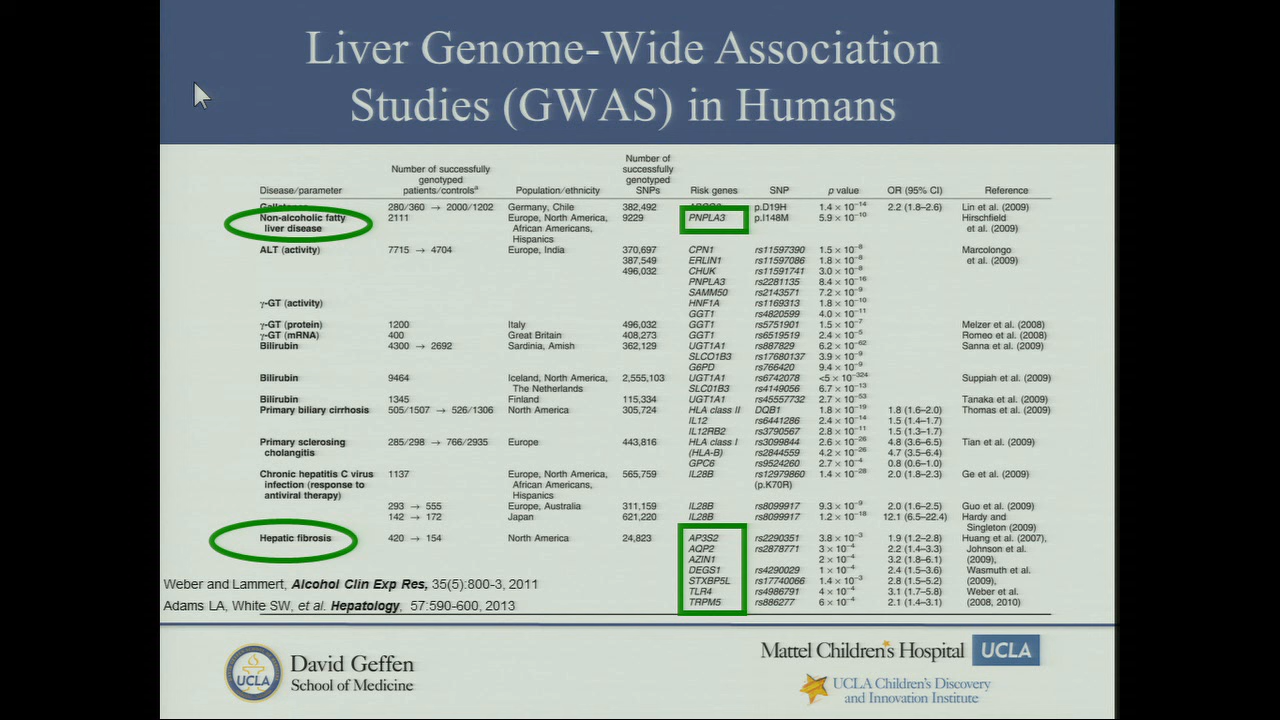 Liver Genome-Wide Association
Studies (GWAS) in Humans
Disease/parameter Number of successfully genotyped patients/controlsᵃ Population/ethnicity Number of successfully genotyped SNPs Risk genes SNP p value OR (95% CI) Reference
280/360 → 2000/1202 Germany, Chile 382,492 p.D19H 1.4 × 10⁻¹⁴ 2.2 (1.8–2.6) Lin et al. (2009)
Non-alcoholic fatty 2111 Europe, North America, 9229 PNPLA3 p.I148M 5.9 × 10⁻¹⁰ Hirschfield
liver disease African Americans, et al. (2009)
Hispanics
ALT (activity) 7715 → 4704 Europe, India 370,697 CPN1 rs11597390 1.5 × 10⁻⁸ Marcolongo
387,549 ERLIN1 rs11597086 1.8 × 10⁻⁸ et al. (2009)
496,032 CHUK rs11591741 3.0 × 10⁻⁸
PNPLA3 rs2281135 8.4 × 10⁻¹⁶
SAMM50 rs2143571 7.2 × 10⁻⁹
γ-GT (activity) HNF1A rs1169313 1.8 × 10⁻¹⁰
GGT1 rs4820599 4.0 × 10⁻¹¹
γ-GT (protein) 1200 Italy 496,032 GGT1 rs5751901 1.5 × 10⁻⁷ Melzer et al. (2008)
γ-GT (mRNA) 400 Great Britain 408,273 GGT1 rs6519519 2.4 × 10⁻⁵ Romeo et al. (2008)
Bilirubin 4300 → 2692 Sardinia, Amish 362,129 UGT1A1 rs887829 6.2 × 10⁻⁶² Sanna et al. (2009)
SLCO1B3 rs17680137 3.9 × 10⁻⁹
G6PD rs766420 9.4 × 10⁻⁹
Bilirubin 9464 Iceland, North America, 2,555,103 UGT1A1 rs6742078 <5 × 10⁻³²⁴ Suppiah et al. (2009)
The Netherlands SLC01B3 rs4149056 6.7 × 10⁻¹³
Bilirubin 1345 Finland 115,334 UGT1A1 rs45557732 2.7 × 10⁻⁵³ Tanaka et al. (2009)
Primary biliary cirrhosis 505/1507 → 526/1306 North America 305,724 HLA class II DQB1 1.8 × 10⁻¹⁹ 1.8 (1.6–2.0) Thomas et al. (2009)
IL12 rs6441286 2.4 × 10⁻¹⁴ 1.5 (1.4–1.7)
IL12RB2 rs3790567 2.8 × 10⁻¹¹ 1.5 (1.3–1.7)
Primary sclerosing 285/298 → 766/2935 Europe 443,816 HLA class I rs3099844 2.6 × 10⁻²⁶ 4.8 (3.6–6.5) Tian et al. (2009)
cholangitis (HLA-B) rs2844559 4.2 × 10⁻²⁶ 4.7 (3.5–6.4)
GPC6 rs9524260 2.7 × 10⁻⁴ 0.8 (0.6–1.0)
Chronic hepatitis C virus 1137 Europe, North America, 565,759 IL28B rs12979860 1.4 × 10⁻²⁸ 2.0 (1.8–2.3) Ge et al. (2009)
infection (response to African Americans, (p.K70R)
antiviral therapy) Hispanics
293 → 555 Europe, Australia 311,159 IL28B rs8099917 9.3 × 10⁻⁹ 2.0 (1.6–2.5) Guo et al. (2009)
142 → 172 Japan 621,220 IL28B rs8099917 1.2 × 10⁻¹⁸ 12.1 (6.5–22.4) Hardy and
Singleton (2009)
Hepatic fibrosis 420 → 154 North America 24,823 AP3S2 rs2290351 3.8 × 10⁻³ 1.9 (1.2–2.8) Huang et al. (2007),
AQP2 rs2878771 3 × 10⁻⁴ 2.2 (1.4–3.3) Johnson et al.
AZIN1 2 × 10⁻⁴ 3.2 (1.8–6.1) (2009),
DEGS1 rs4290029 1 × 10⁻⁴ 2.4 (1.5–3.6) Wasmuth et al.
STXBP5L rs17740066 1.4 × 10⁻³ 2.8 (1.5–5.2) (2009),
TLR4 rs4986791 4 × 10⁻⁴ 3.1 (1.7–5.8) Weber et al.
TRPM5 rs886277 6 × 10⁻⁴ 2.1 (1.4–3.1) (2008, 2010)
Weber and Lammert, Alcohol Clin Exp Res, 35(5):800-3, 2011
Adams LA, White SW, et al. Hepatology, 57:590-600, 2013
UCLA
David Geffen
School of Medicine
Mattel Children's Hospital UCLA
UCLA Children's Discovery
and Innovation Institute